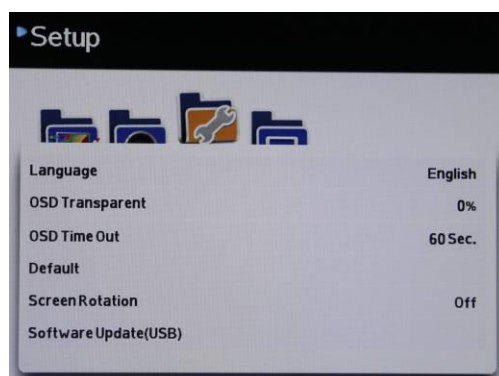 Setup
Language English
OSD Transparent 0%
OSD Time Out 60 Sec.
Default
Screen Rotation Off
Software Update(USB)